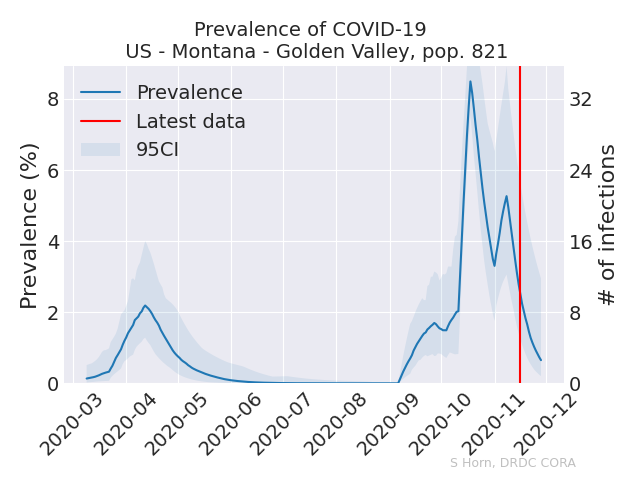 Prevalence of COVID-19
US - Montana - Golden Valley, pop. 821
Prevalence
Latest data
95CI
Prevalence (%)
8
6
4
2
0
# of infections
32
24
16
8
0
2020-03
2020-04
2020-05
2020-06
2020-07
2020-08
2020-09
2020-10
2020-11
2020-12
S Horn, DRDC CORA